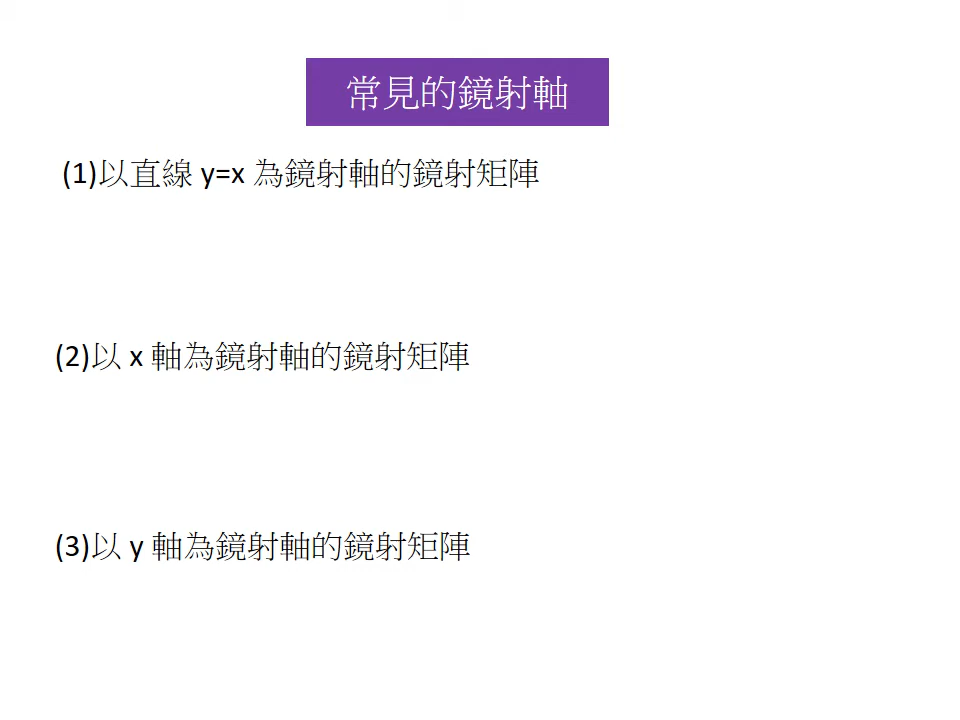 常見的鏡射軸
(1)以直線 y=x 為鏡射軸的鏡射矩陣
(2)以 x 軸為鏡射軸的鏡射矩陣
(3)以 y 軸為鏡射軸的鏡射矩陣